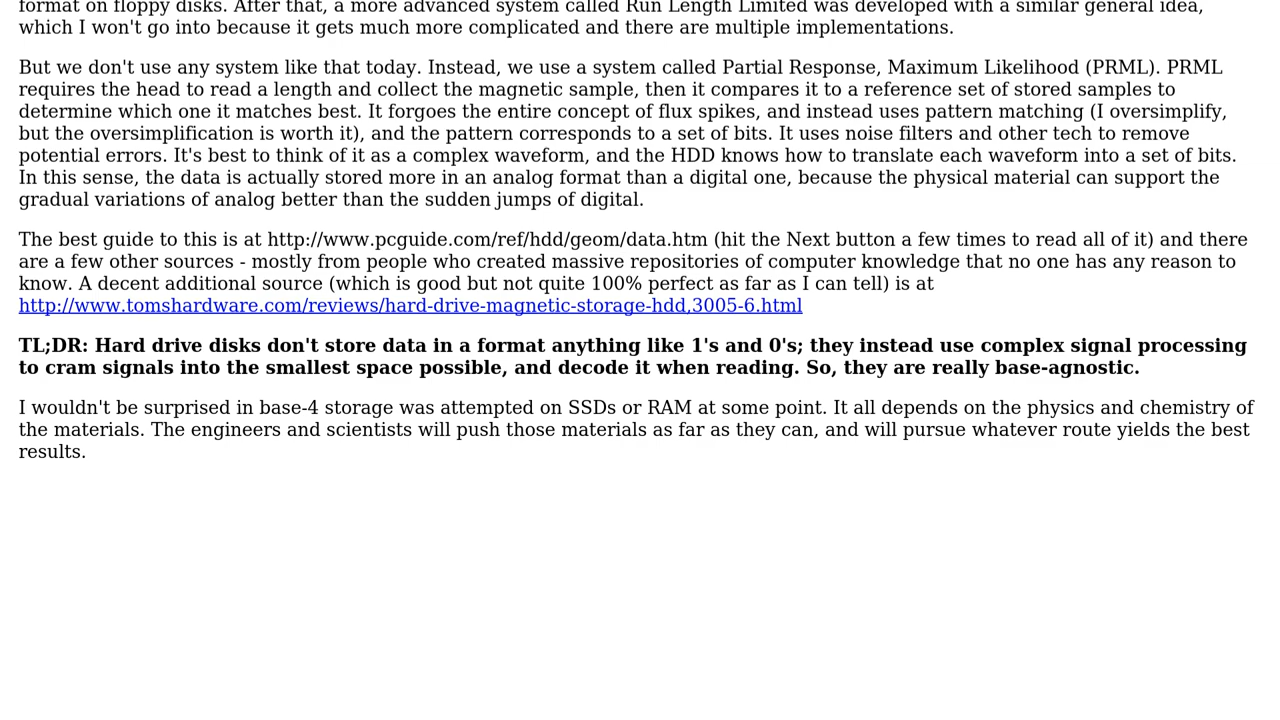 format on floppy disks. After that, a more advanced system called Run Length Limited was developed with a similar general idea,
which I won't go into because it gets much more complicated and there are multiple implementations.
But we don't use any system like that today. Instead, we use a system called Partial Response, Maximum Likelihood (PRML). PRML
requires the head to read a length and collect the magnetic sample, then it compares it to a reference set of stored samples to
determine which one it matches best. It forgoes the entire concept of flux spikes, and instead uses pattern matching (I oversimplify,
but the oversimplification is worth it), and the pattern corresponds to a set of bits. It uses noise filters and other tech to remove
potential errors. It's best to think of it as a complex waveform, and the HDD knows how to translate each waveform into a set of bits.
In this sense, the data is actually stored more in an analog format than a digital one, because the physical material can support the
gradual variations of analog better than the sudden jumps of digital.
The best guide to this is at http://www.pcguide.com/ref/hdd/geom/data.htm (hit the Next button a few times to read all of it) and there
are a few other sources - mostly from people who created massive repositories of computer knowledge that no one has any reason to
know. A decent additional source (which is good but not quite 100% perfect as far as I can tell) is at
http://www.tomshardware.com/reviews/hard-drive-magnetic-storage-hdd,3005-6.html
TL;DR: Hard drive disks don't store data in a format anything like 1's and 0's; they instead use complex signal processing
to cram signals into the smallest space possible, and decode it when reading. So, they are really base-agnostic.
I wouldn't be surprised in base-4 storage was attempted on SSDs or RAM at some point. It all depends on the physics and chemistry of
the materials. The engineers and scientists will push those materials as far as they can, and will pursue whatever route yields the best
results.